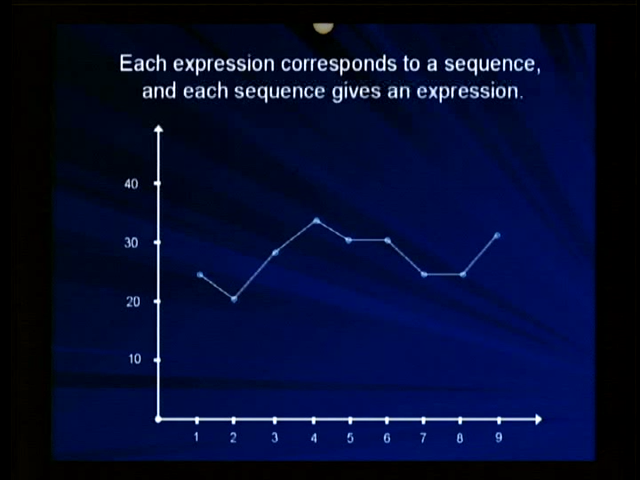 Each expression corresponds to a sequence,
and each sequence gives an expression.
40
30
20
10
1 2 3 4 5 6 7 8 9